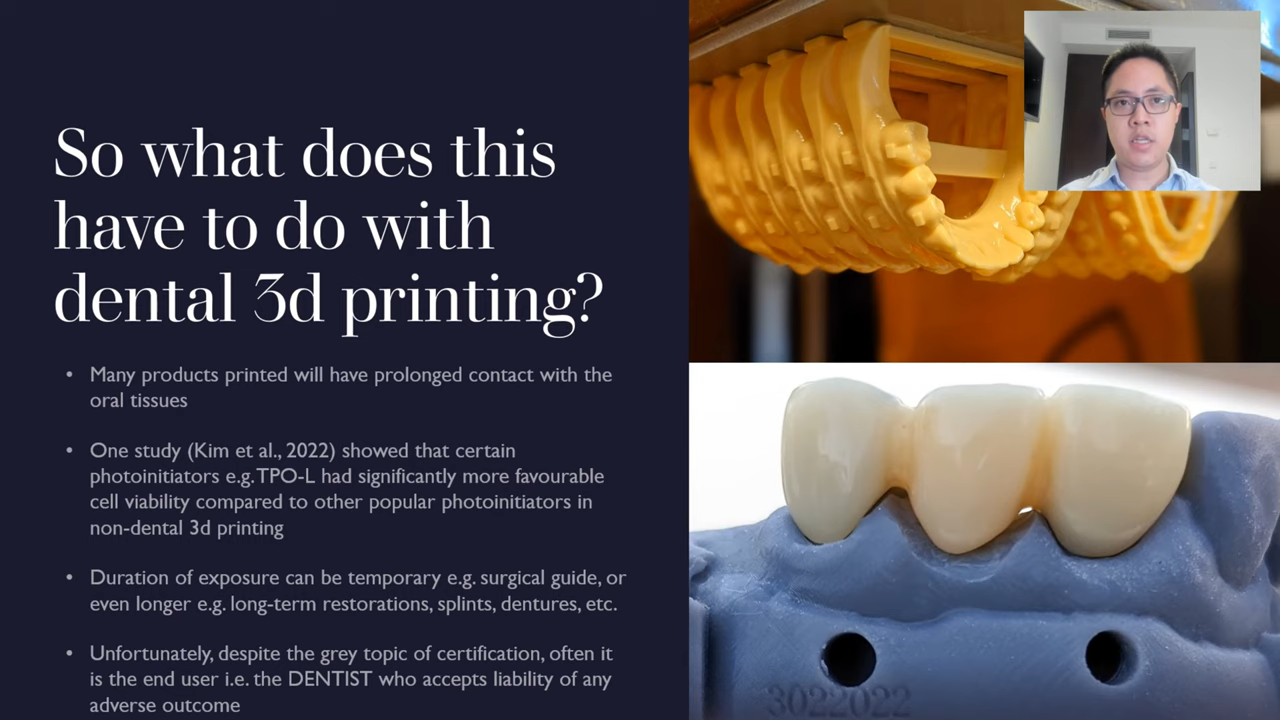 So what does this
have to do with
dental 3d printing?
• Many products printed will have prolonged contact with the
oral tissues
• One study (Kim et al., 2022) showed that certain
photoinitiators e.g. TPO-L had significantly more favourable
cell viability compared to other popular photoinitiators in
non-dental 3d printing
• Duration of exposure can be temporary e.g. surgical guide, or
even longer e.g. long-term restorations, splints, dentures, etc.
• Unfortunately, despite the grey topic of certification, often it
is the end user i.e. the DENTIST who accepts liability of any
adverse outcome
3022022